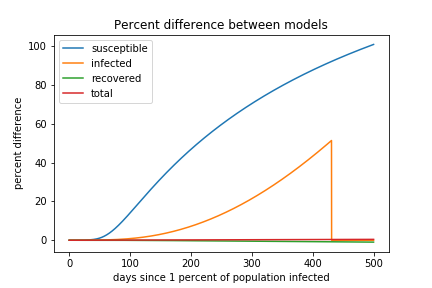 Percent difference between models
susceptible
infected
recovered
total
percent difference
100
80
60
40
20
0
0 100 200 300 400 500
days since 1 percent of population infected